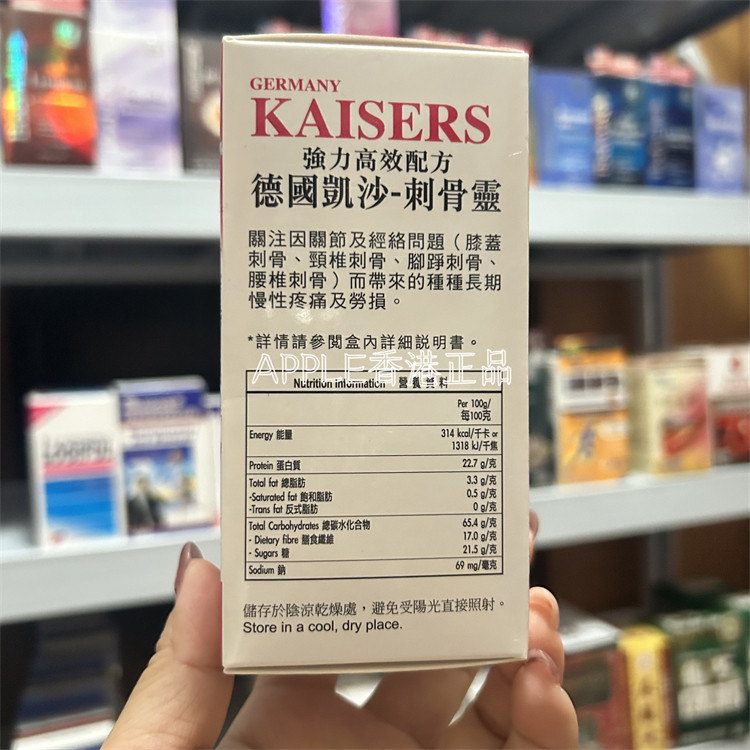 GERMANY
KAISERS
強力高效配方
德國凱沙-刺骨靈
關注因關節及經絡問題（膝蓋
刺骨、頸椎刺骨、腳踭刺骨、
腰椎刺骨）而帶來的種種長期
慢性疼痛及勞損。
*詳情請參閱盒內詳細説明書。
APPLE香港正品
Nutrition information 營養資料
Per 100g/
每100克
Energy 能量 314 kcal/千卡 or
1318 kJ/千焦
Protein 蛋白質 22.7 g/克
Total fat 總脂肪 3.3 g/克
-Saturated fat 飽和脂肪 0.5 g/克
-Trans fat 反式脂肪 0 g/克
Total Carbohydrates 總碳水化合物 65.4 g/克
- Dietary fibre 膳食纖維 17.0 g/克
- Sugars 糖 21.5 g/克
Sodium 鈉 69 mg/毫克
儲存於陰涼乾燥處，避免受陽光直接照射。
Store in a cool, dry place.